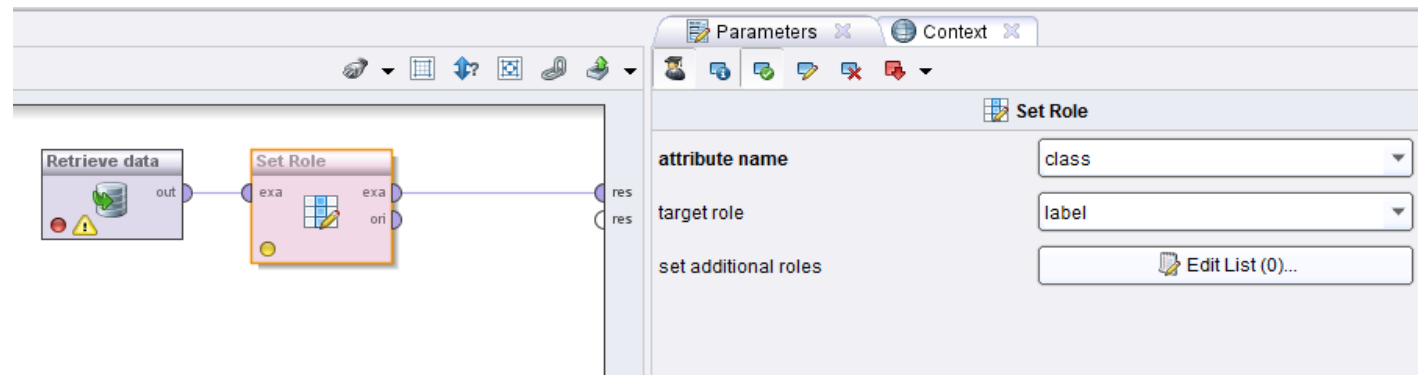 Parameters
Context
Set Role
Retrieve data
out
Set Role
exa
exa
ori
res
res
attribute name
class
target role
label
set additional roles
Edit List (0)...